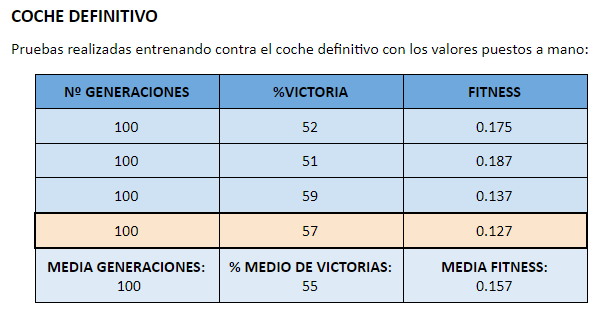 COCHE DEFINITIVO
Pruebas realizadas entrenando contra el coche definitivo con los valores puestos a mano:
Nº GENERACIONES %VICTORIA FITNESS
100 52 0.175
100 51 0.187
100 59 0.137
100 57 0.127
MEDIA GENERACIONES: % MEDIO DE VICTORIAS: MEDIA FITNESS:
100 55 0.157